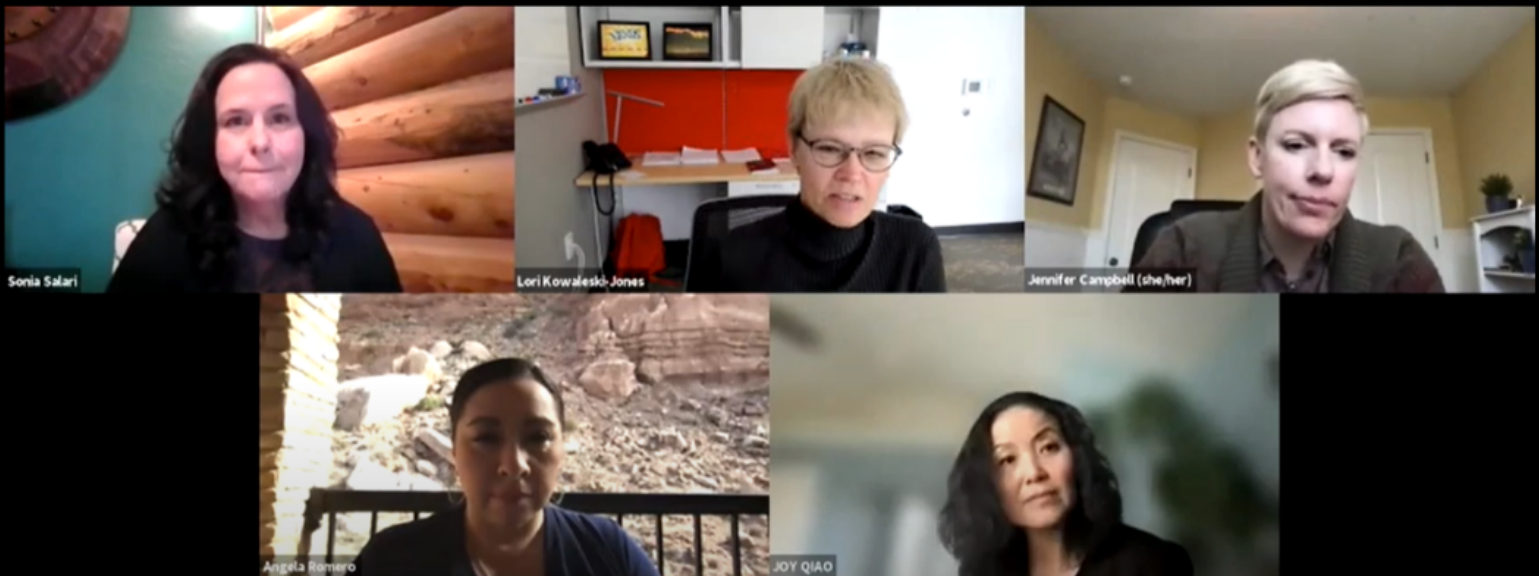 Sonia Salari
Lori Kowaleski-Jones
Jennifer Campbell (she/her)
Angela Romero
JOY QIAO